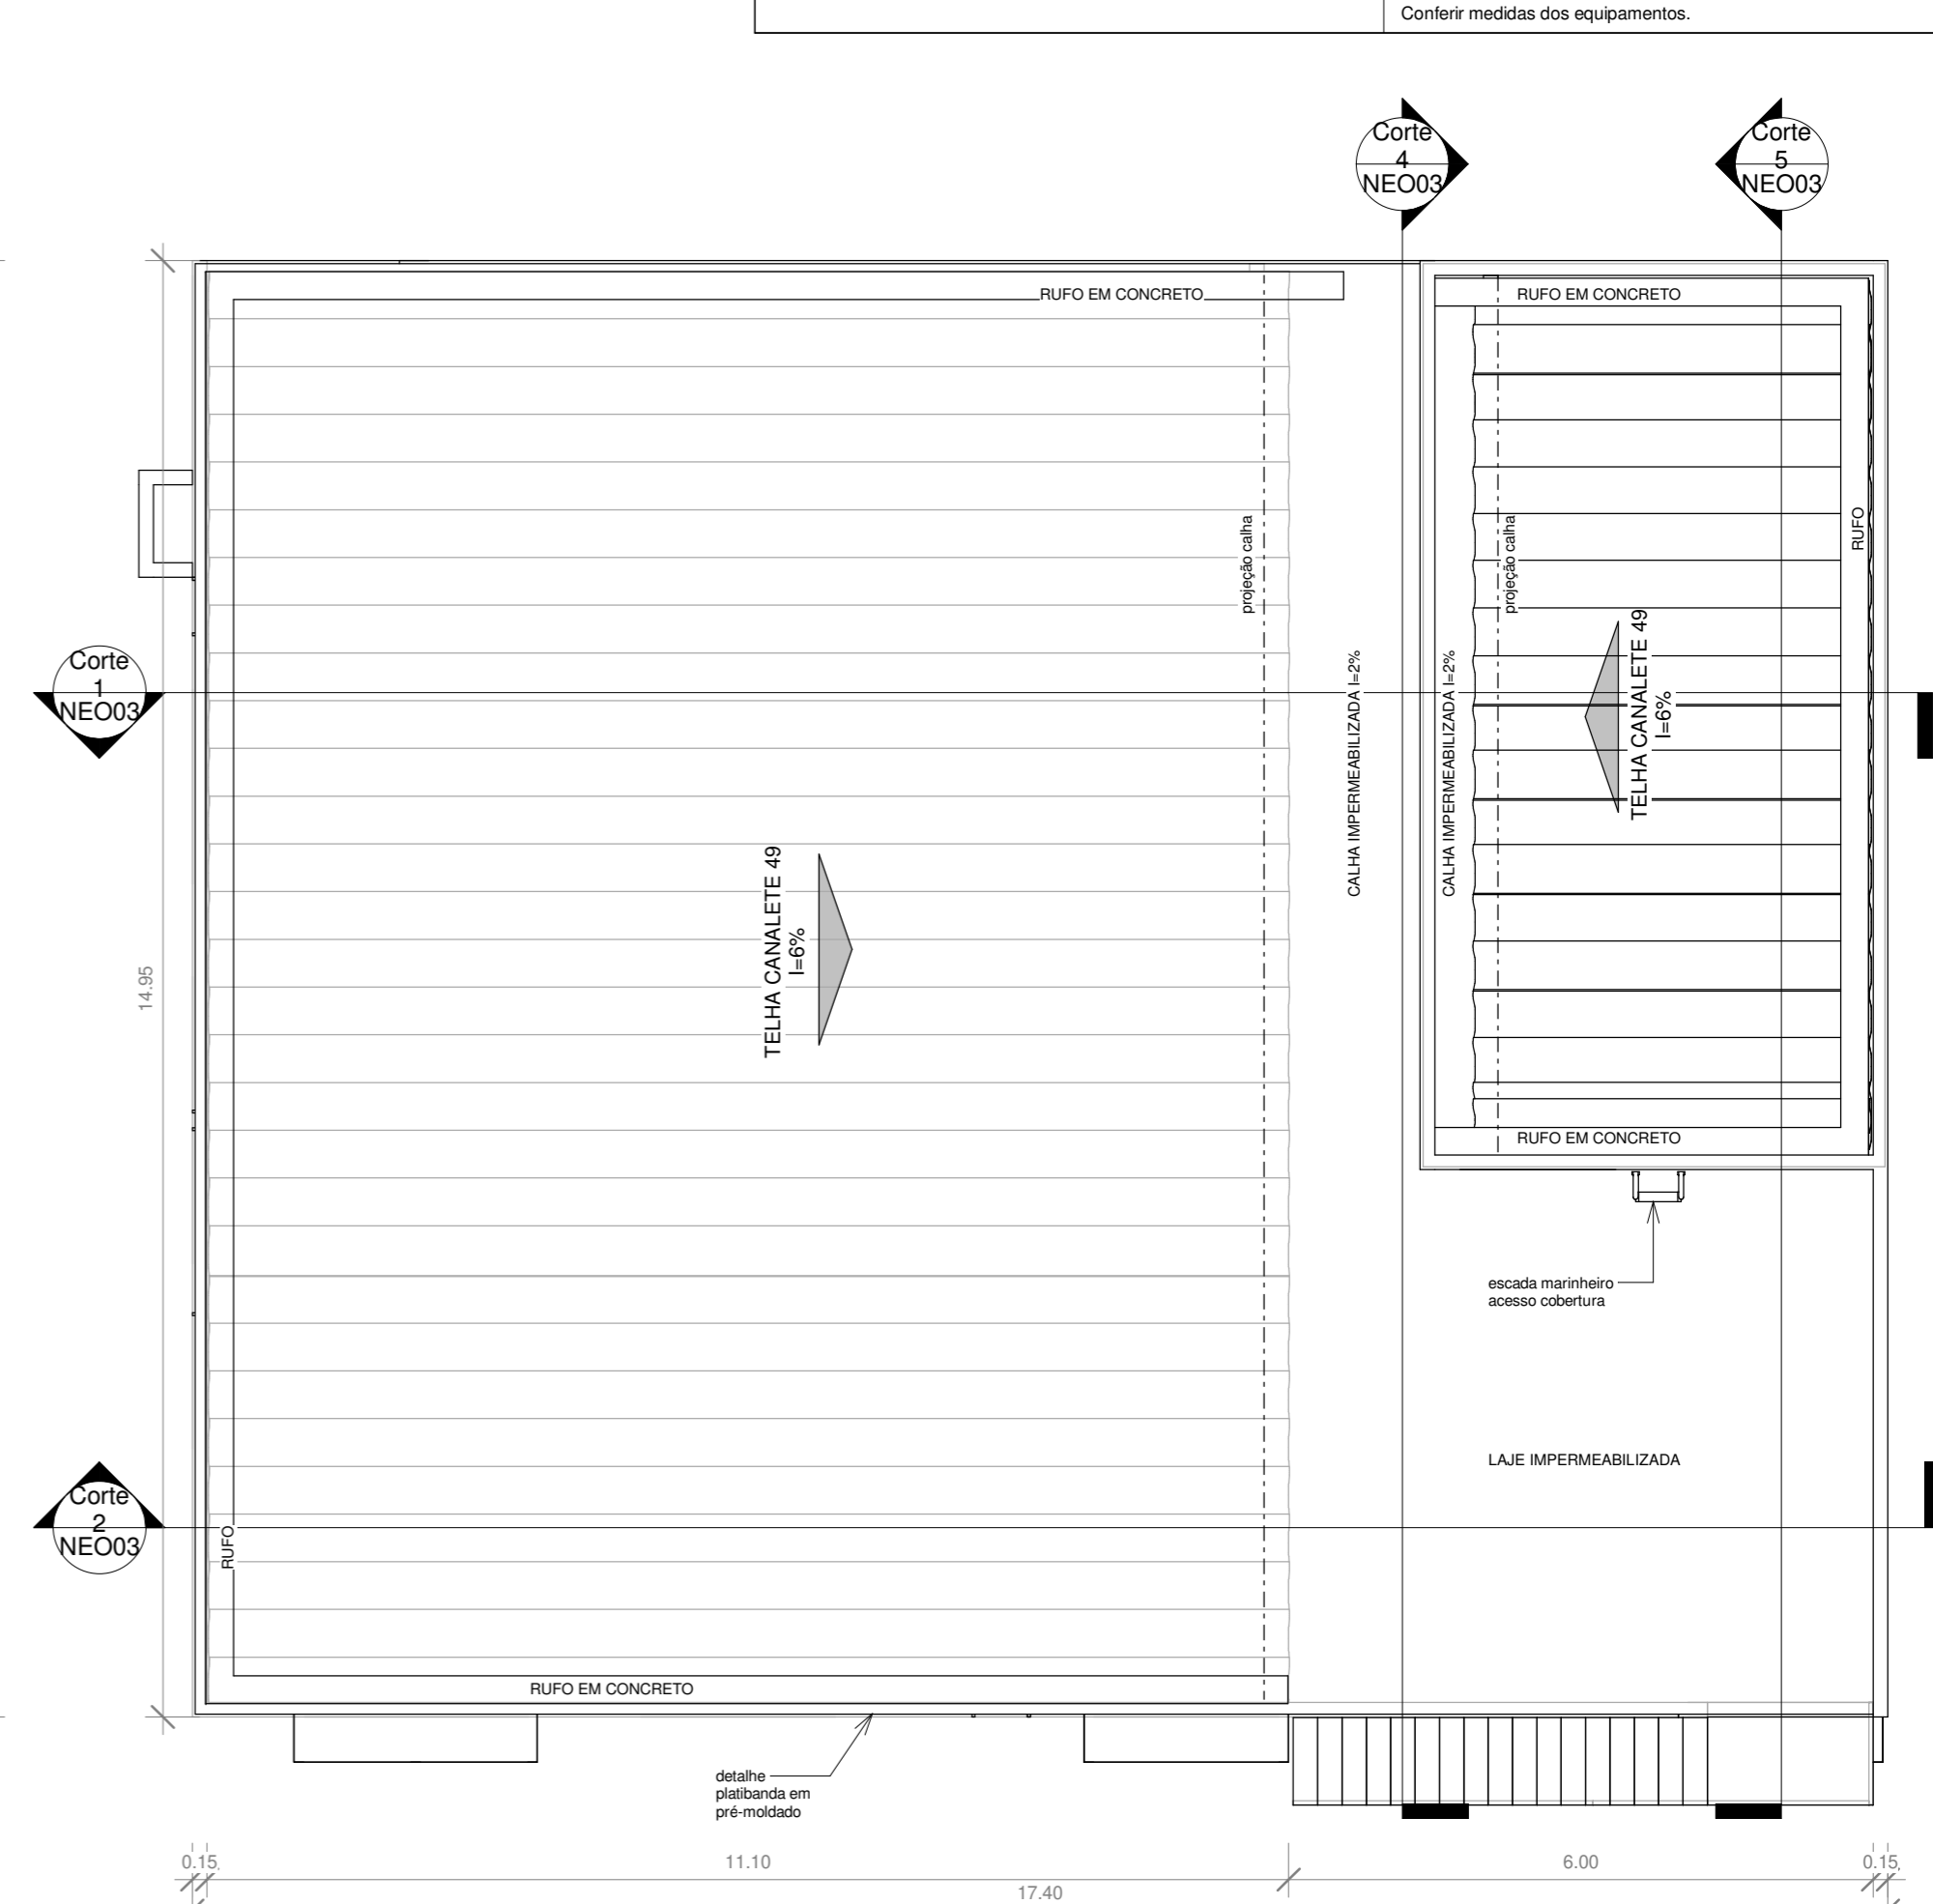 Conferir medidas dos equipamentos.
Corte
4
NEO03
Corte
5
NEO03
RUFO EM CONCRETO
RUFO EM CONCRETO
projeção calha
projeção calha
RUFO
Corte
1
NEO03
CALHA IMPERMEABILIZADA I=2%
CALHA IMPERMEABILIZADA I=2%
TELHA CANALETE 49
I=6%
TELHA CANALETE 49
I=6%
14.95
RUFO EM CONCRETO
escada marinheiro
acesso cobertura
LAJE IMPERMEABILIZADA
Corte
2
NEO03
RUFO
RUFO EM CONCRETO
detalhe
platibanda em
pré-moldado
0.15
11.10
6.00
0.15
17.40